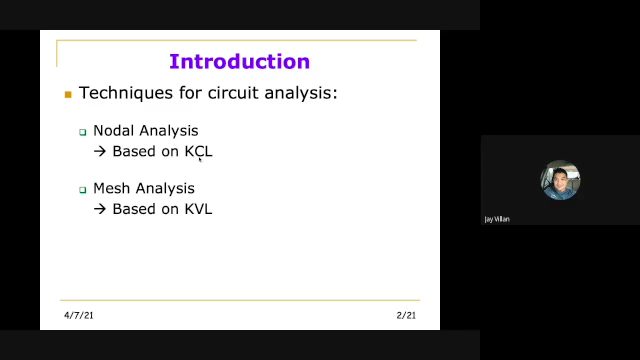 Introduction
Techniques for circuit analysis:
Nodal Analysis
→ Based on KCL
Mesh Analysis
→ Based on KVL
4/7/21
2/21
Jay Villan